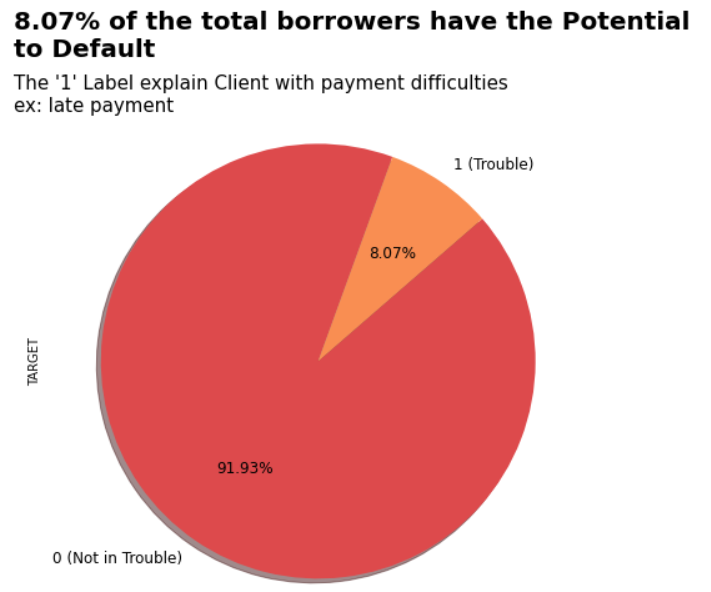 8.07% of the total borrowers have the Potential
to Default
The '1' Label explain Client with payment difficulties
ex: late payment
1 (Trouble)
8.07%
TARGET
91.93%
0 (Not in Trouble)